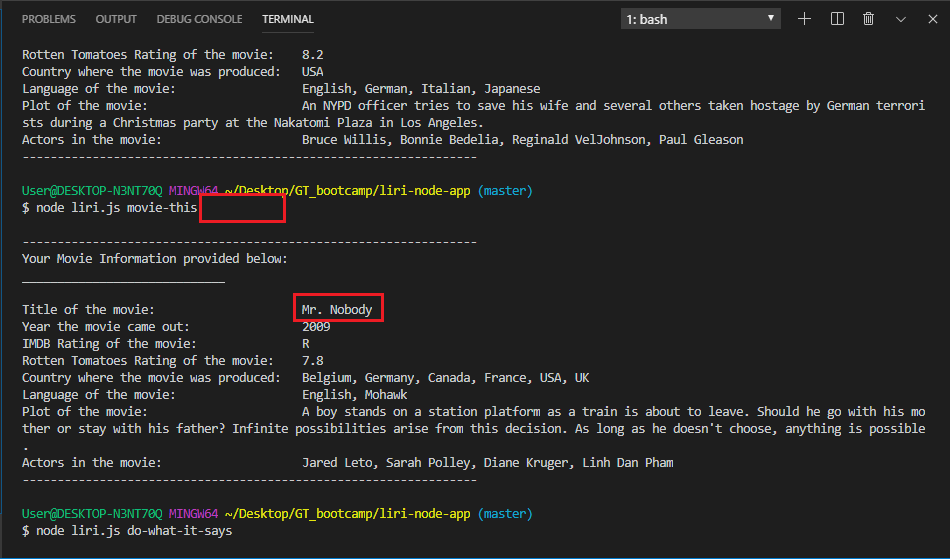 PROBLEMS OUTPUT DEBUG CONSOLE TERMINAL 1: bash
Rotten Tomatoes Rating of the movie: 8.2
Country where the movie was produced: USA
Language of the movie: English, German, Italian, Japanese
Plot of the movie: An NYPD officer tries to save his wife and several others taken hostage by German terrori
sts during a Christmas party at the Nakatomi Plaza in Los Angeles.
Actors in the movie: Bruce Willis, Bonnie Bedelia, Reginald VelJohnson, Paul Gleason
-----------------------------------------------------------------
User@DESKTOP-N3NT70Q MINGW64 ~/Desktop/GT_bootcamp/liri-node-app (master)
$ node liri.js movie-this
-----------------------------------------------------------------
Your Movie Information provided below:
_____________________________
Title of the movie: Mr. Nobody
Year the movie came out: 2009
IMDB Rating of the movie: R
Rotten Tomatoes Rating of the movie: 7.8
Country where the movie was produced: Belgium, Germany, Canada, France, USA, UK
Language of the movie: English, Mohawk
Plot of the movie: A boy stands on a station platform as a train is about to leave. Should he go with his mo
ther or stay with his father? Infinite possibilities arise from this decision. As long as he doesn't choose, anything is possible
.
Actors in the movie: Jared Leto, Sarah Polley, Diane Kruger, Linh Dan Pham
-----------------------------------------------------------------
User@DESKTOP-N3NT70Q MINGW64 ~/Desktop/GT_bootcamp/liri-node-app (master)
$ node liri.js do-what-it-says